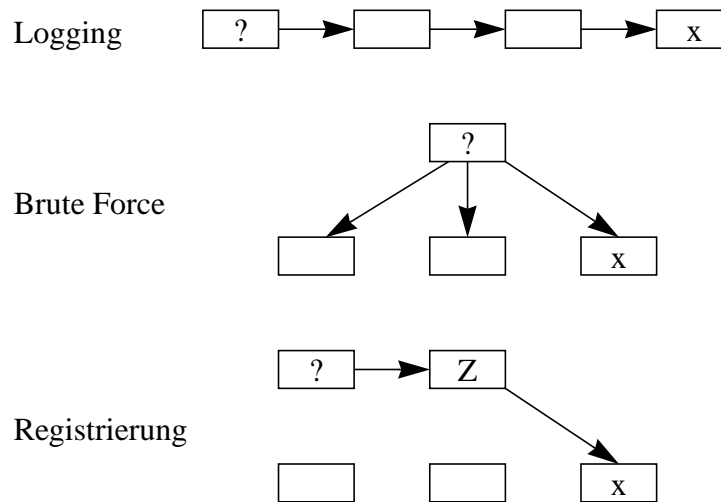 Logging ? x
?
Brute Force
x
? Z
Registrierung
x